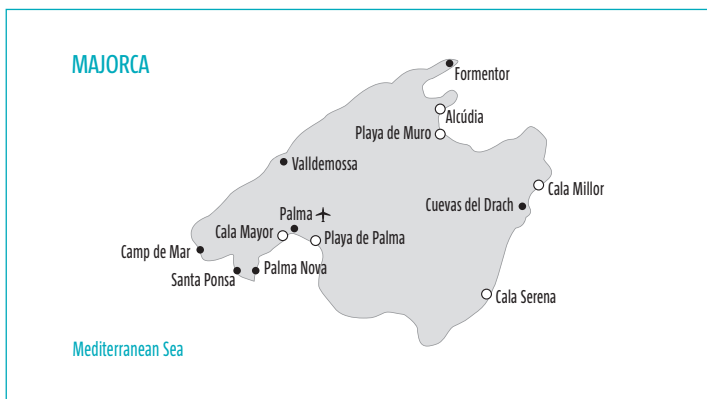 MAJORCA
Formentor
Alcúdia
Playa de Muro
Valldemossa
Cala Millor
Cuevas del Drach
Palma
Cala Mayor
Playa de Palma
Camp de Mar
Santa Ponsa
Palma Nova
Cala Serena
Mediterranean Sea